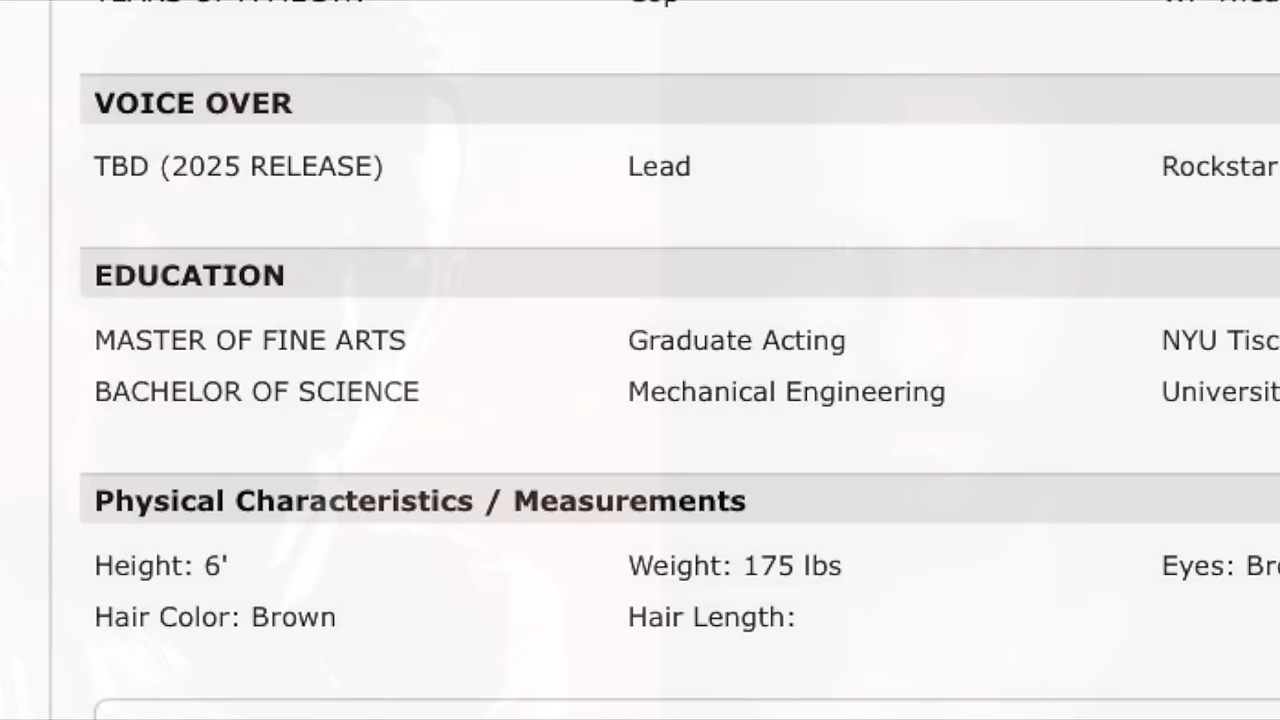 VOICE OVER
TBD (2025 RELEASE) Lead Rockstar
EDUCATION
MASTER OF FINE ARTS Graduate Acting NYU Tisc
BACHELOR OF SCIENCE Mechanical Engineering Universit
Physical Characteristics / Measurements
Height: 6' Weight: 175 lbs Eyes: Bro
Hair Color: Brown Hair Length: